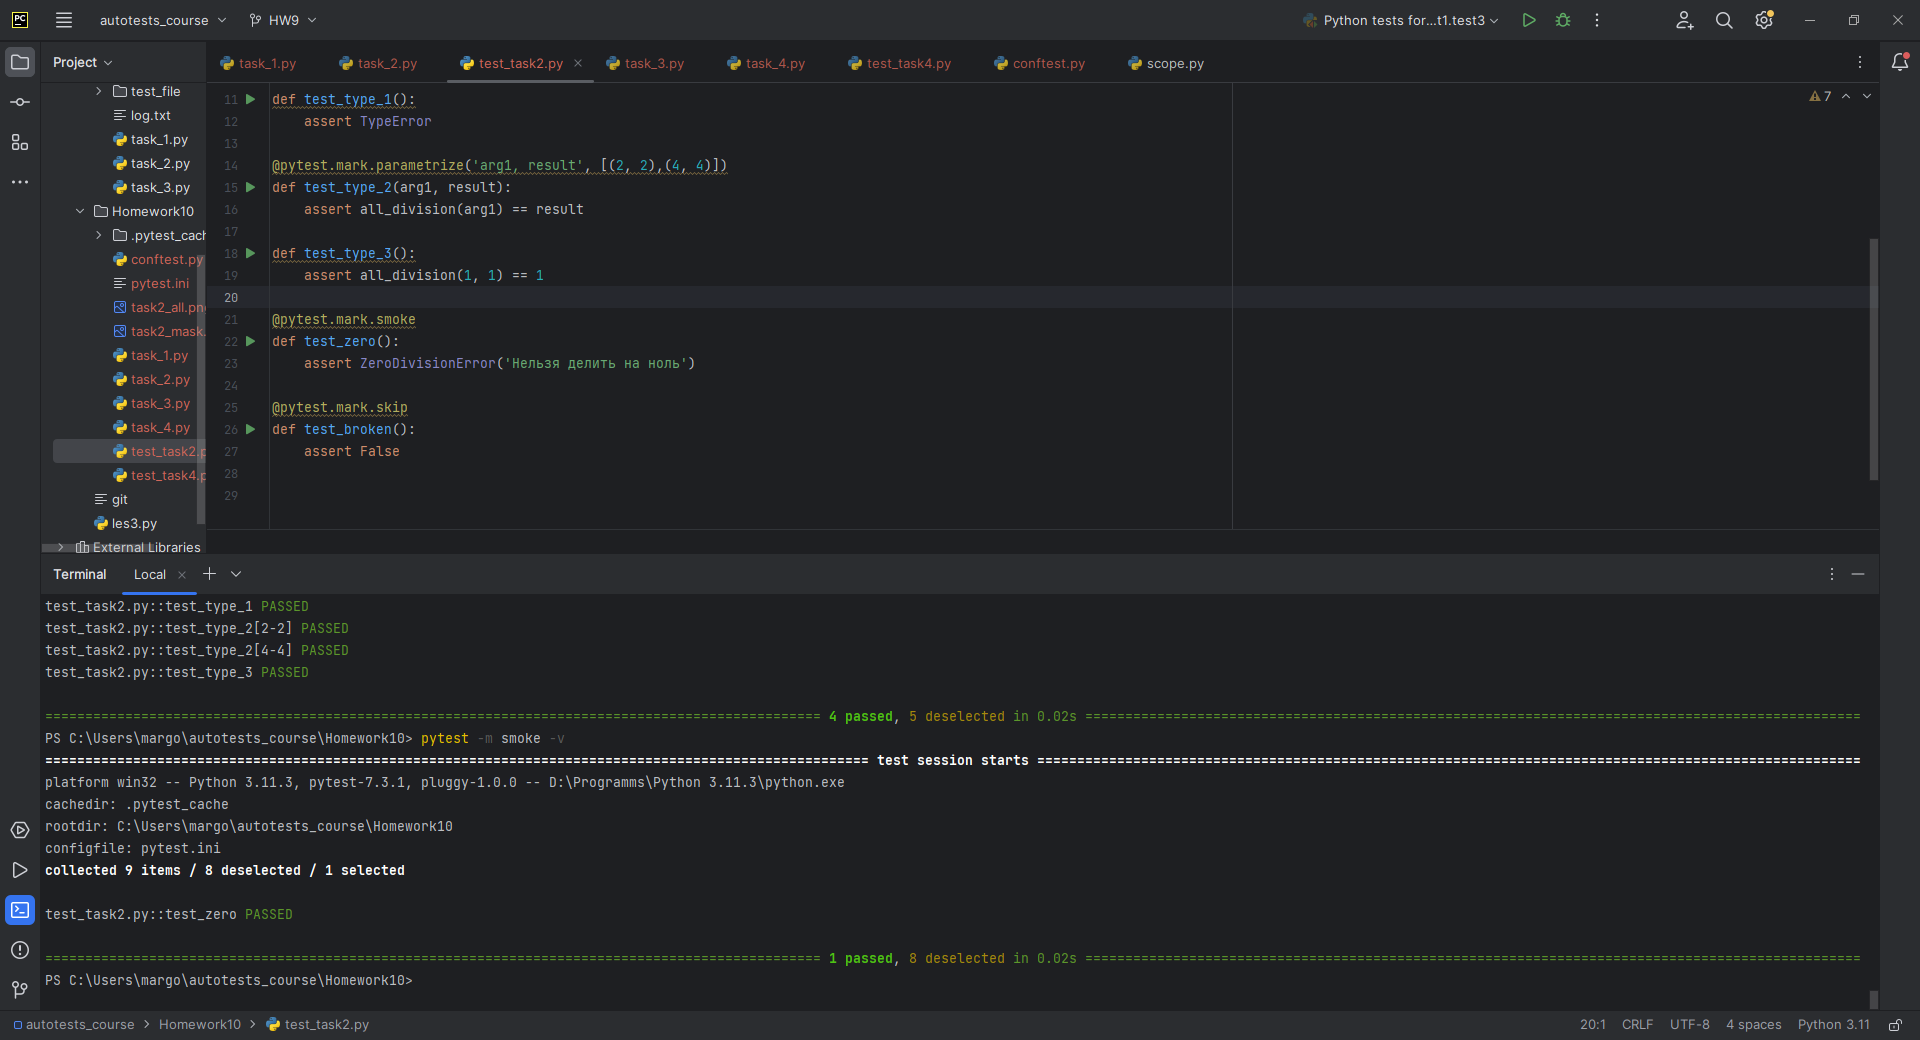 PC autotests_course HW9 Python tests for...t1.test3
Project
task_1.py task_2.py test_task2.py task_3.py task_4.py test_task4.py conftest.py scope.py
test_file
log.txt
task_1.py
task_2.py
task_3.py
Homework10
.pytest_cach
conftest.py
pytest.ini
task2_all.pn
task2_mask.
task_1.py
task_2.py
task_3.py
task_4.py
test_task2.p
test_task4.p
git
les3.py
External Libraries
7
11 def test_type_1():
12 assert TypeError
13
14 @pytest.mark.parametrize('arg1, result', [(2, 2),(4, 4)])
15 def test_type_2(arg1, result):
16 assert all_division(arg1) == result
17
18 def test_type_3():
19 assert all_division(1, 1) == 1
20
21 @pytest.mark.smoke
22 def test_zero():
23 assert ZeroDivisionError('Нельзя делить на ноль')
24
25 @pytest.mark.skip
26 def test_broken():
27 assert False
28
29
Terminal Local
test_task2.py::test_type_1 PASSED
test_task2.py::test_type_2[2-2] PASSED
test_task2.py::test_type_2[4-4] PASSED
test_task2.py::test_type_3 PASSED
4 passed, 5 deselected in 0.02s
PS C:\Users\margo\autotests_course\Homework10> pytest -m smoke -v
test session starts
platform win32 -- Python 3.11.3, pytest-7.3.1, pluggy-1.0.0 -- D:\Programms\Python 3.11.3\python.exe
cachedir: .pytest_cache
rootdir: C:\Users\margo\autotests_course\Homework10
configfile: pytest.ini
collected 9 items / 8 deselected / 1 selected
test_task2.py::test_zero PASSED
1 passed, 8 deselected in 0.02s
PS C:\Users\margo\autotests_course\Homework10>
autotests_course > Homework10 > test_task2.py 20:1 CRLF UTF-8 4 spaces Python 3.11